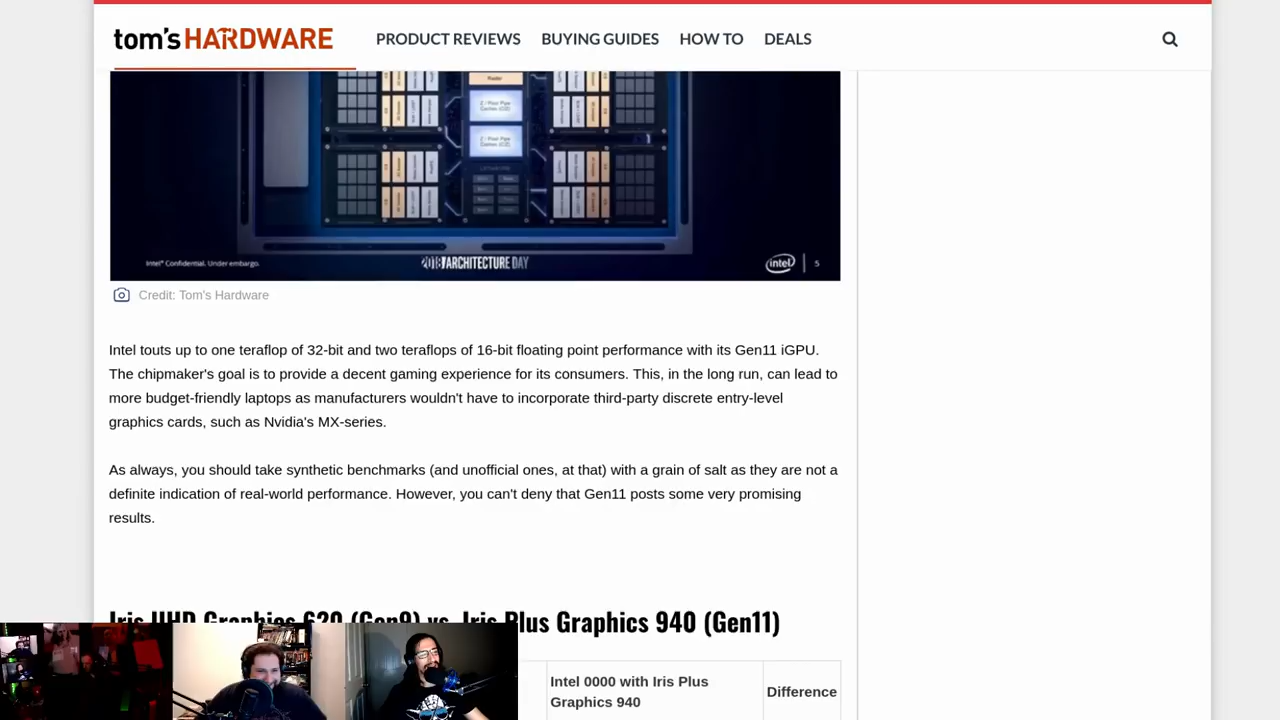 tom's HARDWARE
PRODUCT REVIEWS BUYING GUIDES HOW TO DEALS
Intel® Confidential. Under embargo.
2018 ARCHITECTURE DAY
intel 5
Credit: Tom's Hardware
Intel touts up to one teraflop of 32-bit and two teraflops of 16-bit floating point performance with its Gen11 iGPU.
The chipmaker's goal is to provide a decent gaming experience for its consumers. This, in the long run, can lead to
more budget-friendly laptops as manufacturers wouldn't have to incorporate third-party discrete entry-level
graphics cards, such as Nvidia's MX-series.
As always, you should take synthetic benchmarks (and unofficial ones, at that) with a grain of salt as they are not a
definite indication of real-world performance. However, you can't deny that Gen11 posts some very promising
results.
Iris UHD Graphics 620 (Gen9) vs. Iris Plus Graphics 940 (Gen11)
Intel 0000 with Iris Plus
Graphics 940
Difference